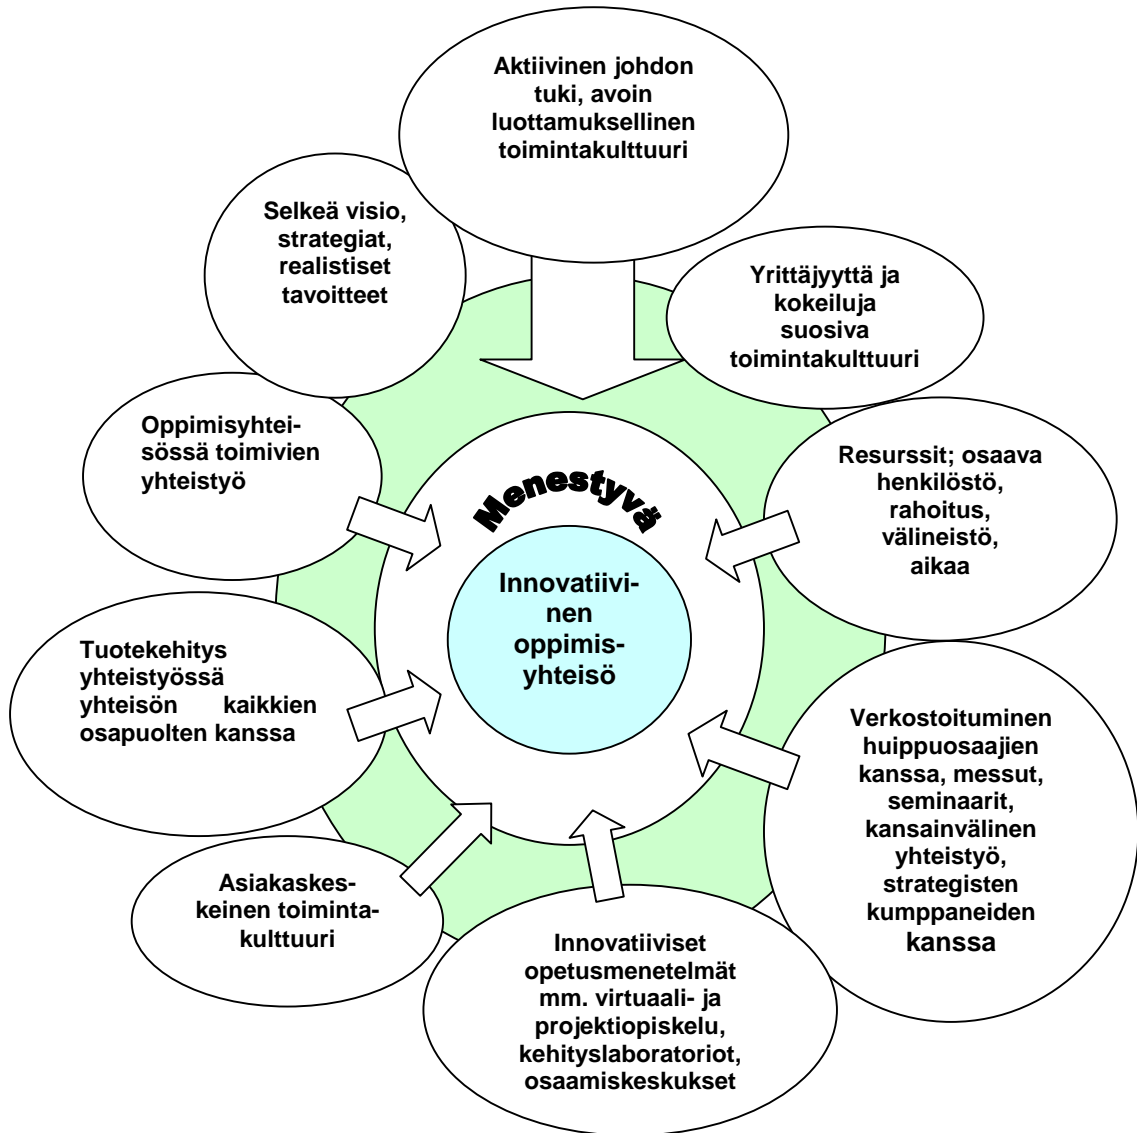 Aktiivinen johdon
tuki, avoin
luottamuksellinen
toimintakulttuuri
Selkeä visio,
strategiat,
realistiset
tavoitteet
Yrittäjyyttä ja
kokeiluja
suosiva
toimintakulttuuri
Oppimisyhtei-
sössä toimivien
yhteistyö
Resurssit; osaava
henkilöstö,
rahoitus,
välineistö,
aikaa
Menestyvä
Innovatiivi-
nen
oppimis-
yhteisö
Tuotekehitys
yhteistyössä
yhteisön kaikkien
osapuolten kanssa
Verkostoituminen
huippuosaajien
kanssa, messut,
seminaarit,
kansainvälinen
yhteistyö,
strategisten
kumppaneiden
kanssa
Asiakaskes-
keinen toiminta-
kulttuuri
Innovatiiviset
opetusmenetelmät
mm. virtuaali- ja
projektiopiskelu,
kehityslaboratoriot,
osaamiskeskukset